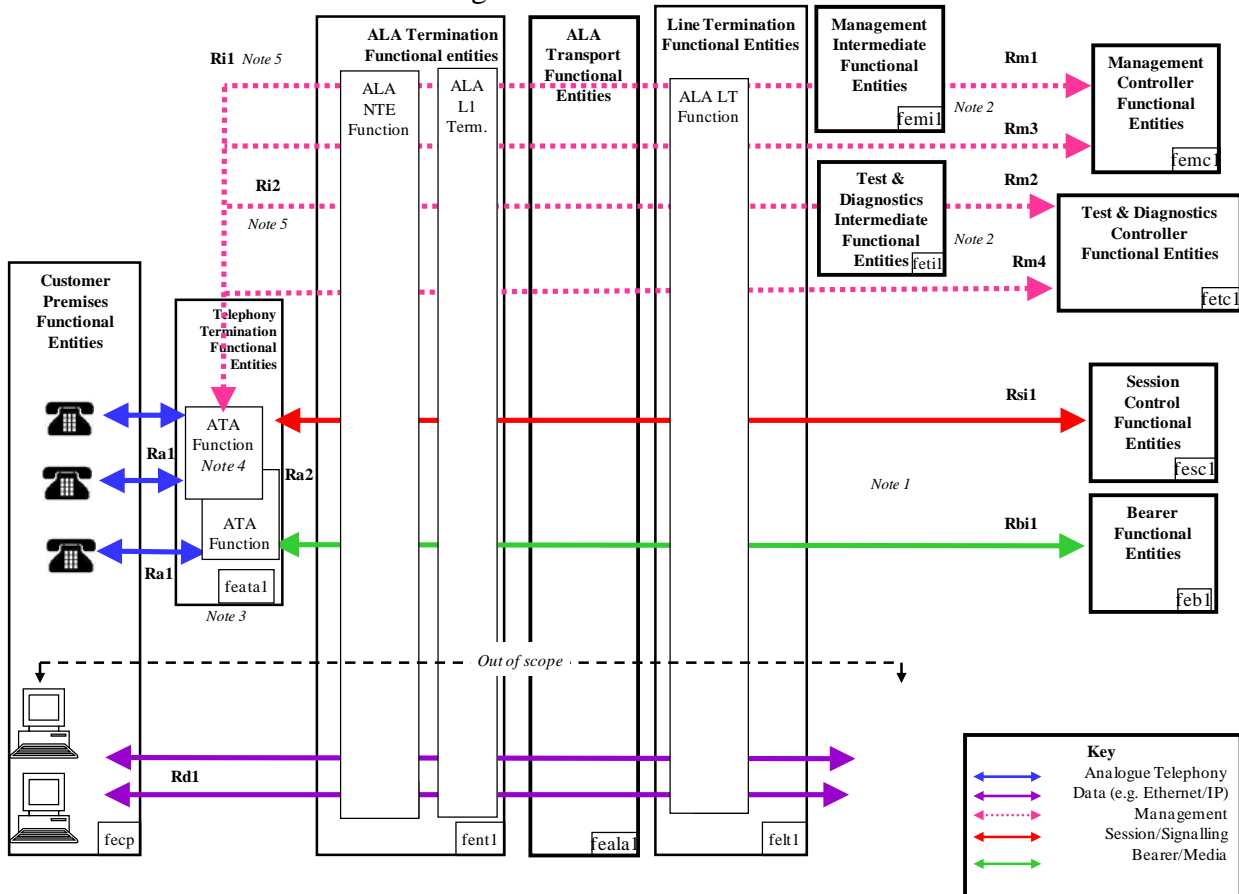 ALA Termination
Functional entities
ALA
Transport
Functional
Entities
Line Termination
Functional Entities
Management
Intermediate
Functional
Entities
femi1
Ri1 Note 5
ALA
NTE
Function
ALA
L1
Term.
ALA LT
Function
Rm1
Note 2
Rm3
Management
Controller
Functional
Entities
femc1
Ri2
Note 5
Test &
Diagnostics
Intermediate
Functional
Entities
feti1
Rm2
Note 2
Rm4
Test & Diagnostics
Controller
Functional Entities
fetc1
Customer
Premises
Functional
Entities
Telephony
Termination
Functional
Entities
ATA
Function
Note 4
Ra1
Ra2
ATA
Function
Ra1
feata1
Note 3
Rsi1
Session
Control
Functional
Entities
fesc1
Note 1
Rbi1
Bearer
Functional
Entities
feb1
Out of scope
Rd1
fecp
fent1
feala1
felt1
Key
Analogue Telephony
Data (e.g. Ethernet/IP)
Management
Session/Signalling
Bearer/Media